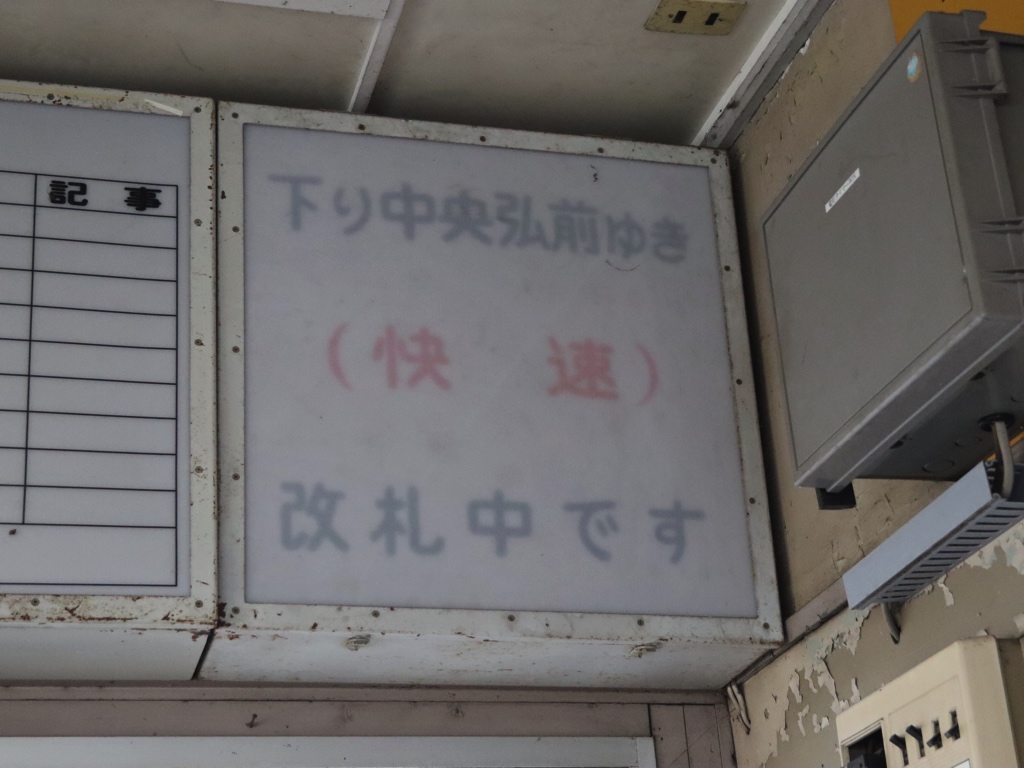 記事
下り中央弘前ゆき
(快速)
改札中です